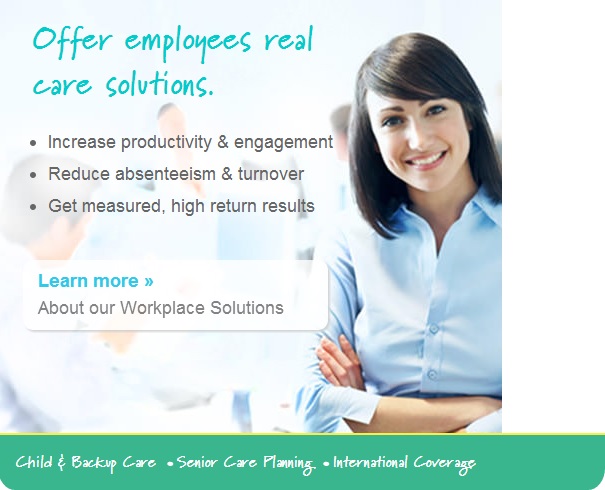 Offer employees real
care solutions.
• Increase productivity & engagement
• Reduce absenteeism & turnover
• Get measured, high return results
Learn more »
About our Workplace Solutions
Child & Backup Care • Senior Care Planning • International Coverage